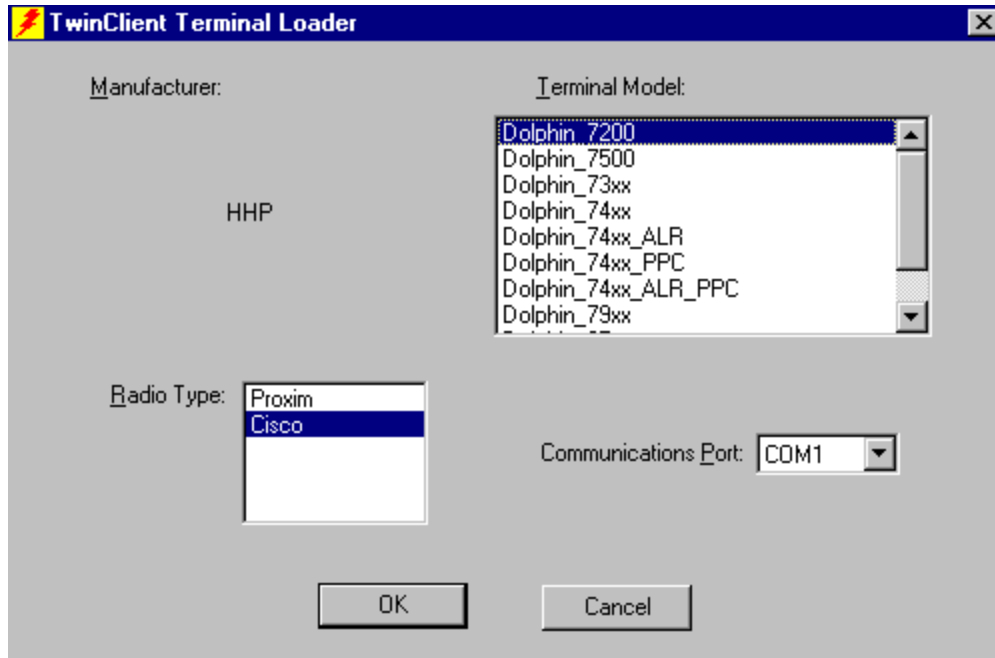 TwinClient Terminal Loader
Manufacturer:
Terminal Model:
HHP
Dolphin_7200
Dolphin_7500
Dolphin_73xx
Dolphin_74xx
Dolphin_74xx_ALR
Dolphin_74xx_PPC
Dolphin_74xx_ALR_PPC
Dolphin_79xx
Radio Type:
Proxim
Cisco
Communications Port:
COM1
OK
Cancel